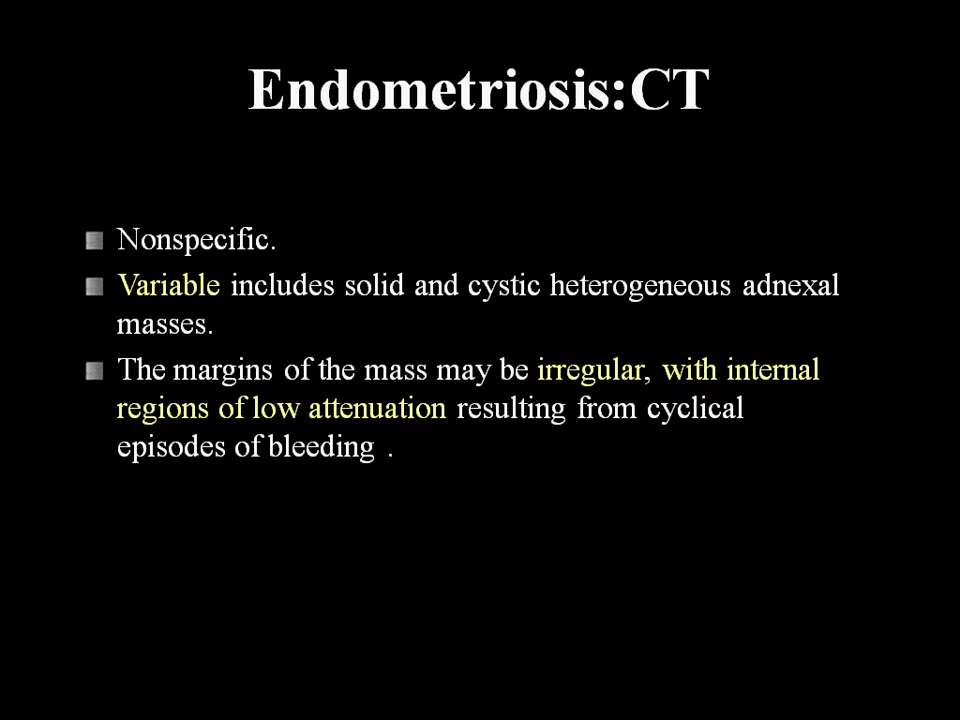 Endometriosis:CT
Nonspecific.
Variable includes solid and cystic heterogeneous adnexal
masses.
The margins of the mass may be irregular, with internal
regions of low attenuation resulting from cyclical
episodes of bleeding .